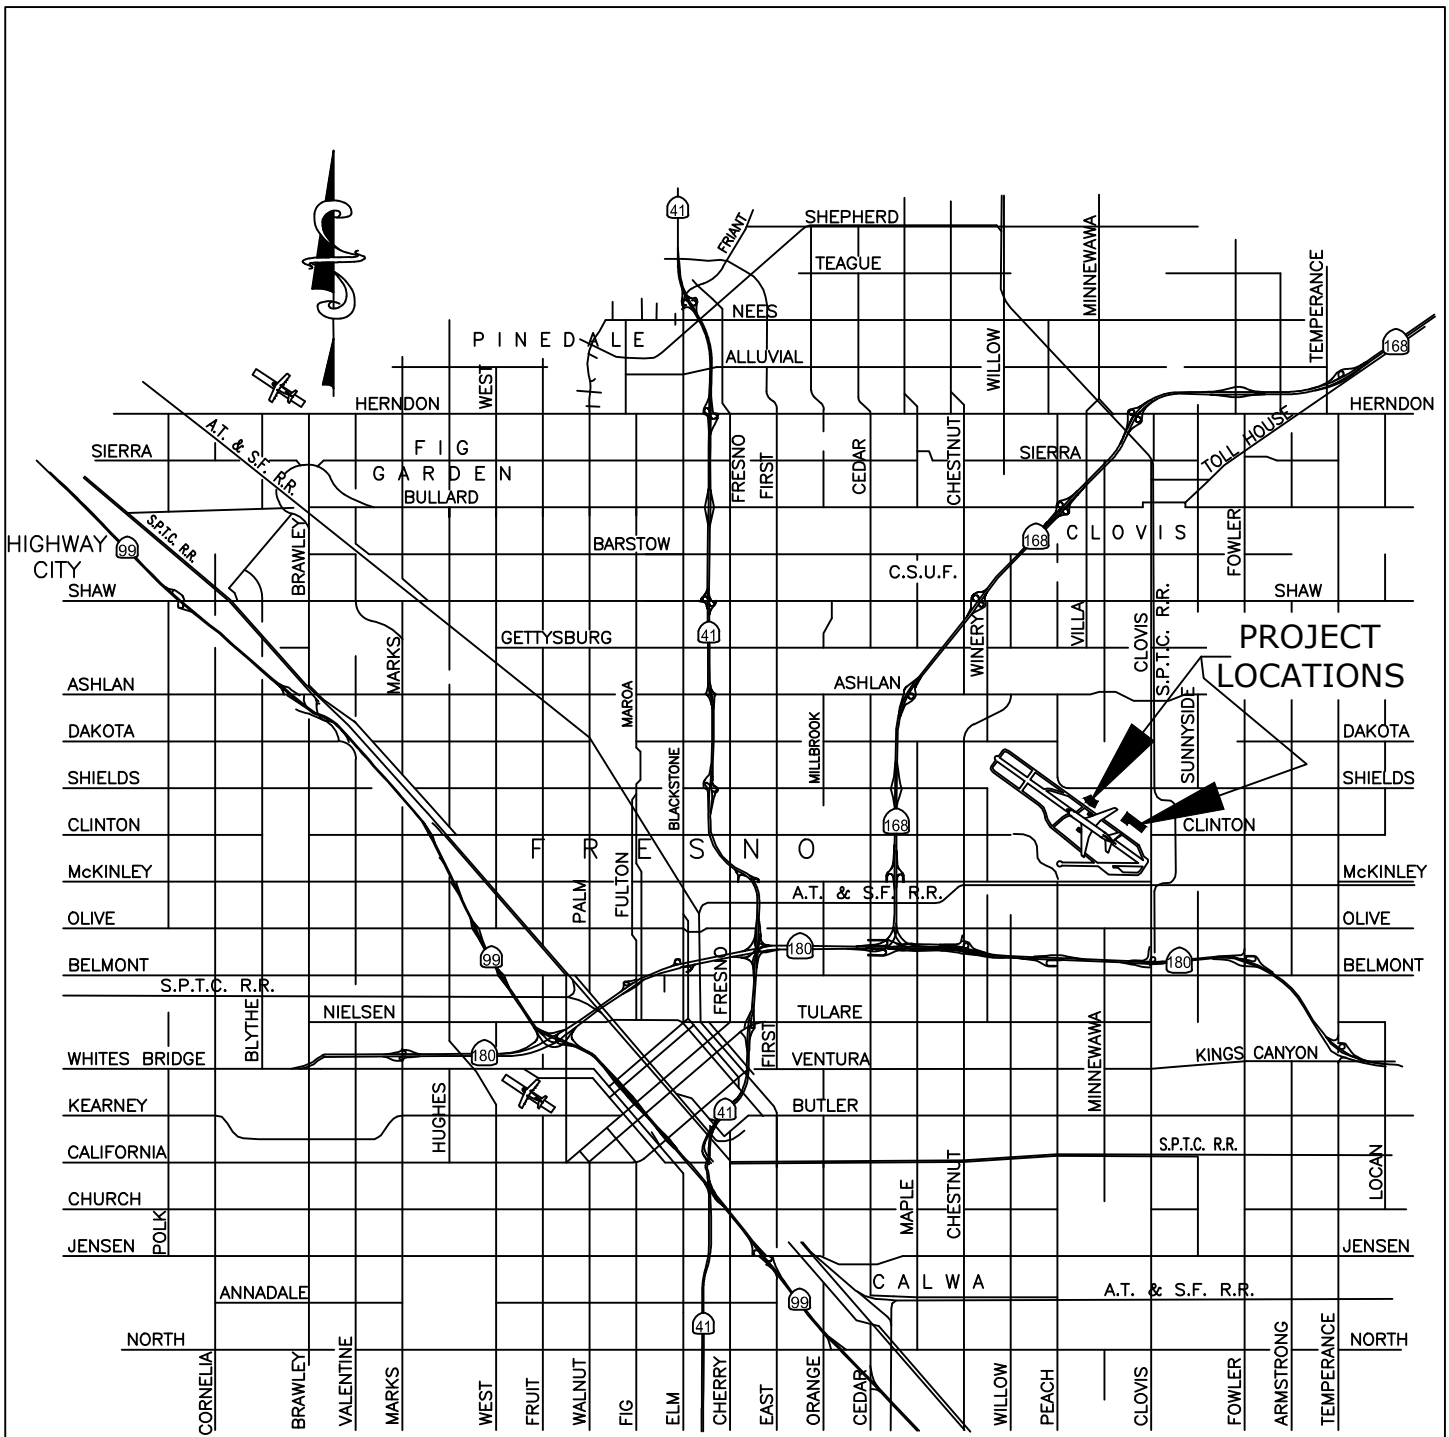 41
FRIANT
SHEPHERD
TEAGUE
MINNEWAWA
TEMPERANCE
NEES
PINEDALE
ALLUVIAL
WILLOW
168
WEST
HERNDON
HERNDON
A.T. & S.F. R.R.
SIERRA
FIG
GARDEN
BULLARD
FRESNO
FIRST
CEDAR
CHESTNUT
SIERRA
TOLL HOUSE
S.P.T.C. R.R.
HIGHWAY
CITY
99
BRAWLEY
BARSTOW
168
CLOVIS
FOWLER
C.S.U.F.
SHAW
SHAW
41
GETTYSBURG
MARKS
WINERY
VILLA
CLOVIS
S.P.T.C. R.R.
PROJECT
LOCATIONS
ASHLAN
MAROA
ASHLAN
SUNNYSIDE
DAKOTA
BLACKSTONE
MILLBROOK
DAKOTA
SHIELDS
SHIELDS
CLINTON
168
CLINTON
FRESNO
McKINLEY
McKINLEY
PALM
FULTON
A.T. & S.F. R.R.
OLIVE
OLIVE
99
180
180
BELMONT
FRESNO
BELMONT
S.P.T.C. R.R.
BLYTHE
NIELSEN
FIRST
TULARE
MINNEWAWA
WHITES BRIDGE
180
VENTURA
KINGS CANYON
KEARNEY
HUGHES
41
BUTLER
CALIFORNIA
S.P.T.C. R.R.
LOCAN
CHURCH
POLK
MAPLE
CHESTNUT
JENSEN
JENSEN
CALWA
ANNADALE
99
A.T. & S.F. R.R.
41
NORTH
NORTH
CORNELIA
BRAWLEY
VALENTINE
MARKS
WEST
FRUIT
WALNUT
FIG
ELM
CHERRY
EAST
ORANGE
CEDAR
WILLOW
PEACH
CLOVIS
FOWLER
ARMSTRONG
TEMPERANCE